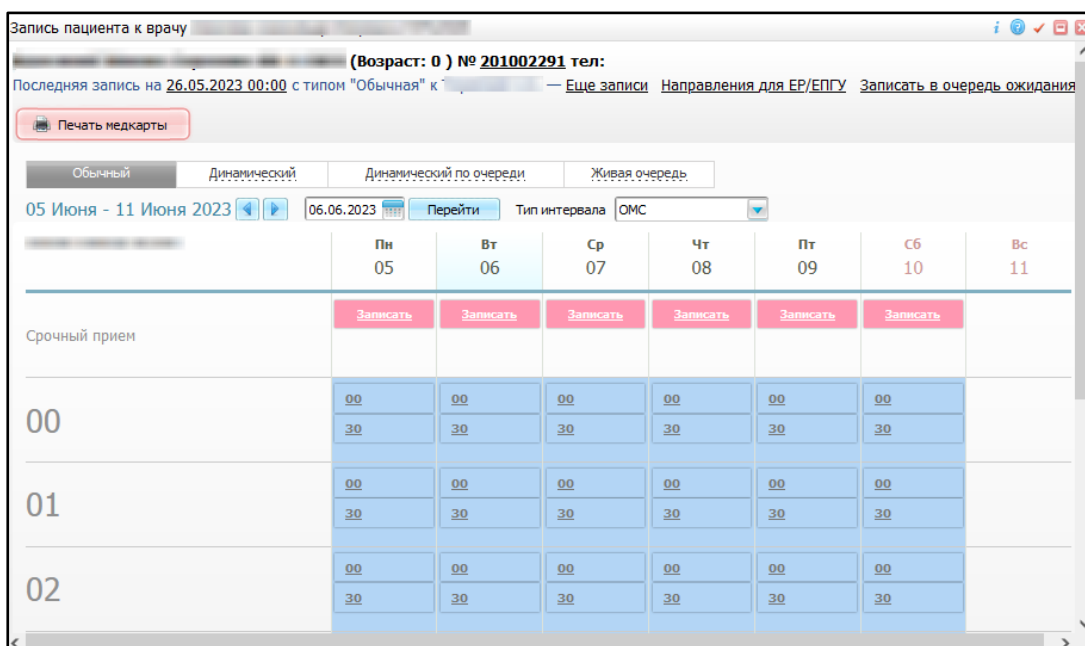 Запись пациента к врачу
(Возраст: 0 ) № 201002291 тел:
Последняя запись на 26.05.2023 00:00 с типом "Обычная" к — Еще записи Направления для ЕР/ЕПГУ Записать в очередь ожидания
Печать медкарты
Обычный Динамический Динамический по очереди Живая очередь
05 Июня - 11 Июня 2023 06.06.2023 Перейти Тип интервала ОМС
Пн Вт Ср Чт Пт Сб Вс
05 06 07 08 09 10 11
Записать Записать Записать Записать Записать Записать
Срочный прием
00 00 00 00 00 00
00
30 30 30 30 30 30
00 00 00 00 00 00
01
30 30 30 30 30 30
00 00 00 00 00 00
02
30 30 30 30 30 30